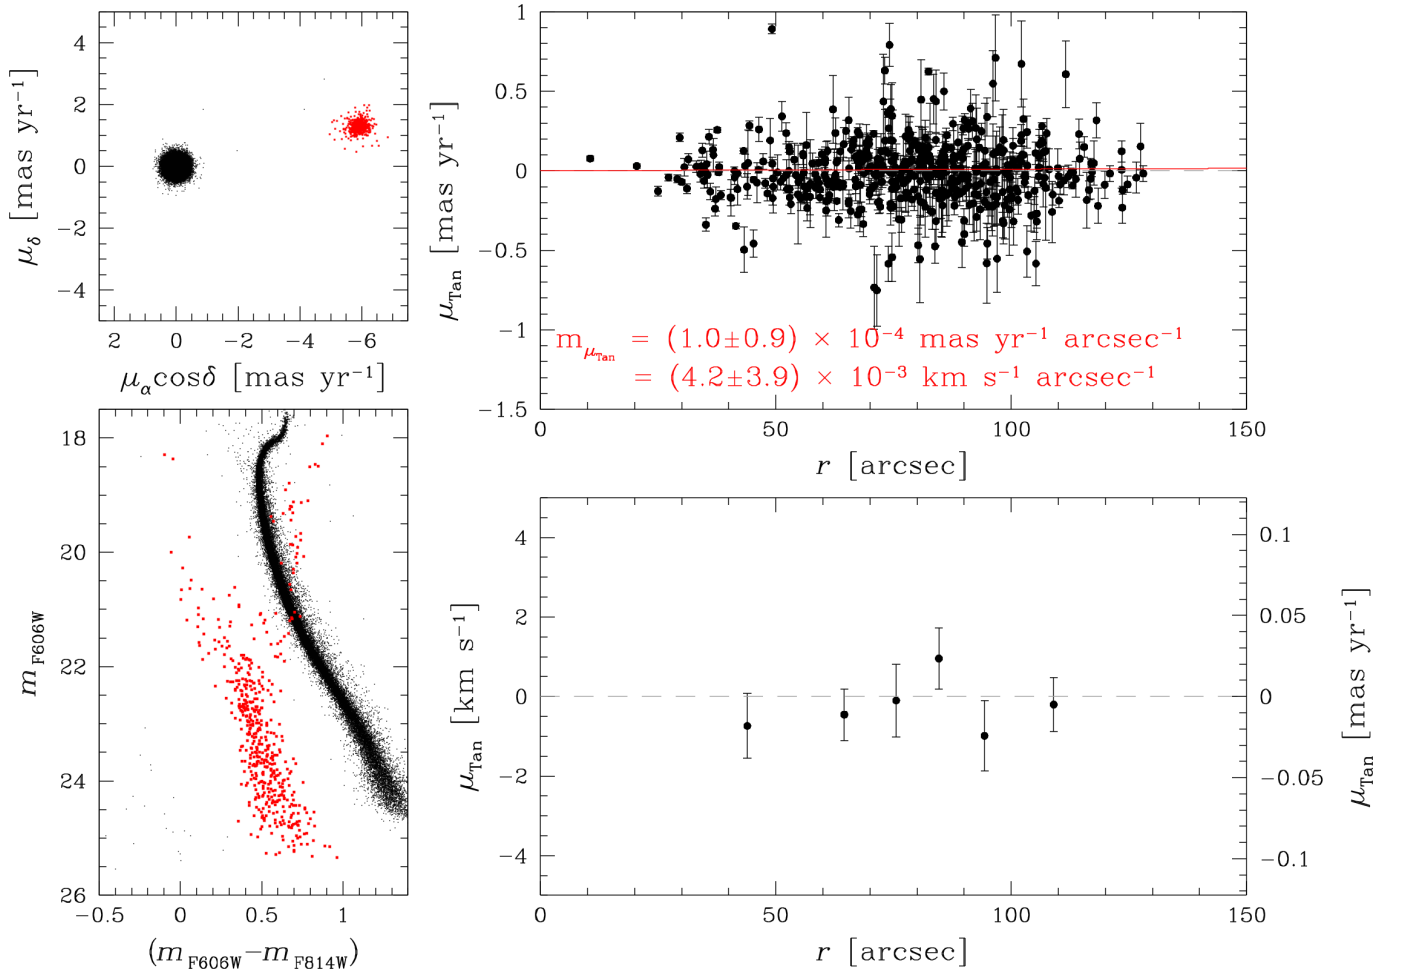 4
2
0
−2
−4
μδ [mas yr−1]
2 0 −2 −4 −6
μαcosδ [mas yr−1]
1
0.5
0
−0.5
−1
−1.5
μTan [mas yr−1]
mμTan = (1.0±0.9) × 10−4 mas yr−1 arcsec−1
= (4.2±3.9) × 10−3 km s−1 arcsec−1
0 50 100 150
r [arcsec]
18
20
22
24
26
mF606W
−0.5 0 0.5 1
(mF606W−mF814W)
4
2
0
−2
−4
μTan [km s−1]
0.1
0.05
0
−0.05
−0.1
μTan [mas yr−1]
0 50 100 150
r [arcsec]